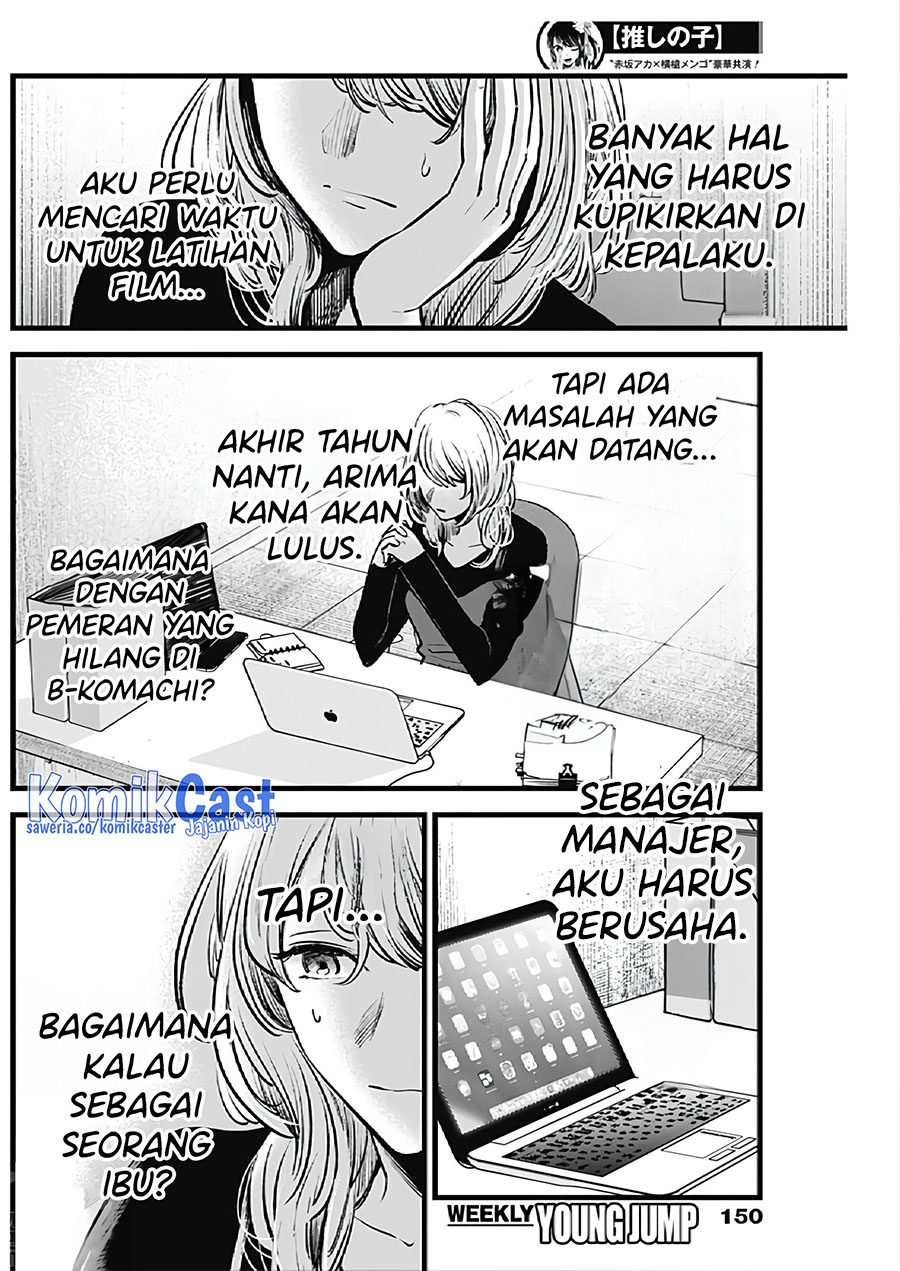 【推しの子】
"赤坂アカ×横槍メンゴ"豪華共演!
BANYAK HAL
YANG HARUS
KUPIKIRKAN DI
KEPALAKU.
AKU PERLU
MENCARI WAKTU
UNTUK LATIHAN
FILM...
TAPI ADA
MASALAH YANG
AKAN DATANG...
AKHIR TAHUN
NANTI, ARIMA
KANA AKAN
LULUS.
BAGAIMANA
DENGAN
PEMERAN YANG
HILANG DI
B-KOMACHI?
KomikCast
saweria.co/komikcaster
Jajanin Kopi
SEBAGAI
MANAJER,
AKU HARUS
BERUSAHA.
TAPI...
BAGAIMANA
KALAU
SEBAGAI
SEORANG
IBU?
WEEKLY YOUNG JUMP 150